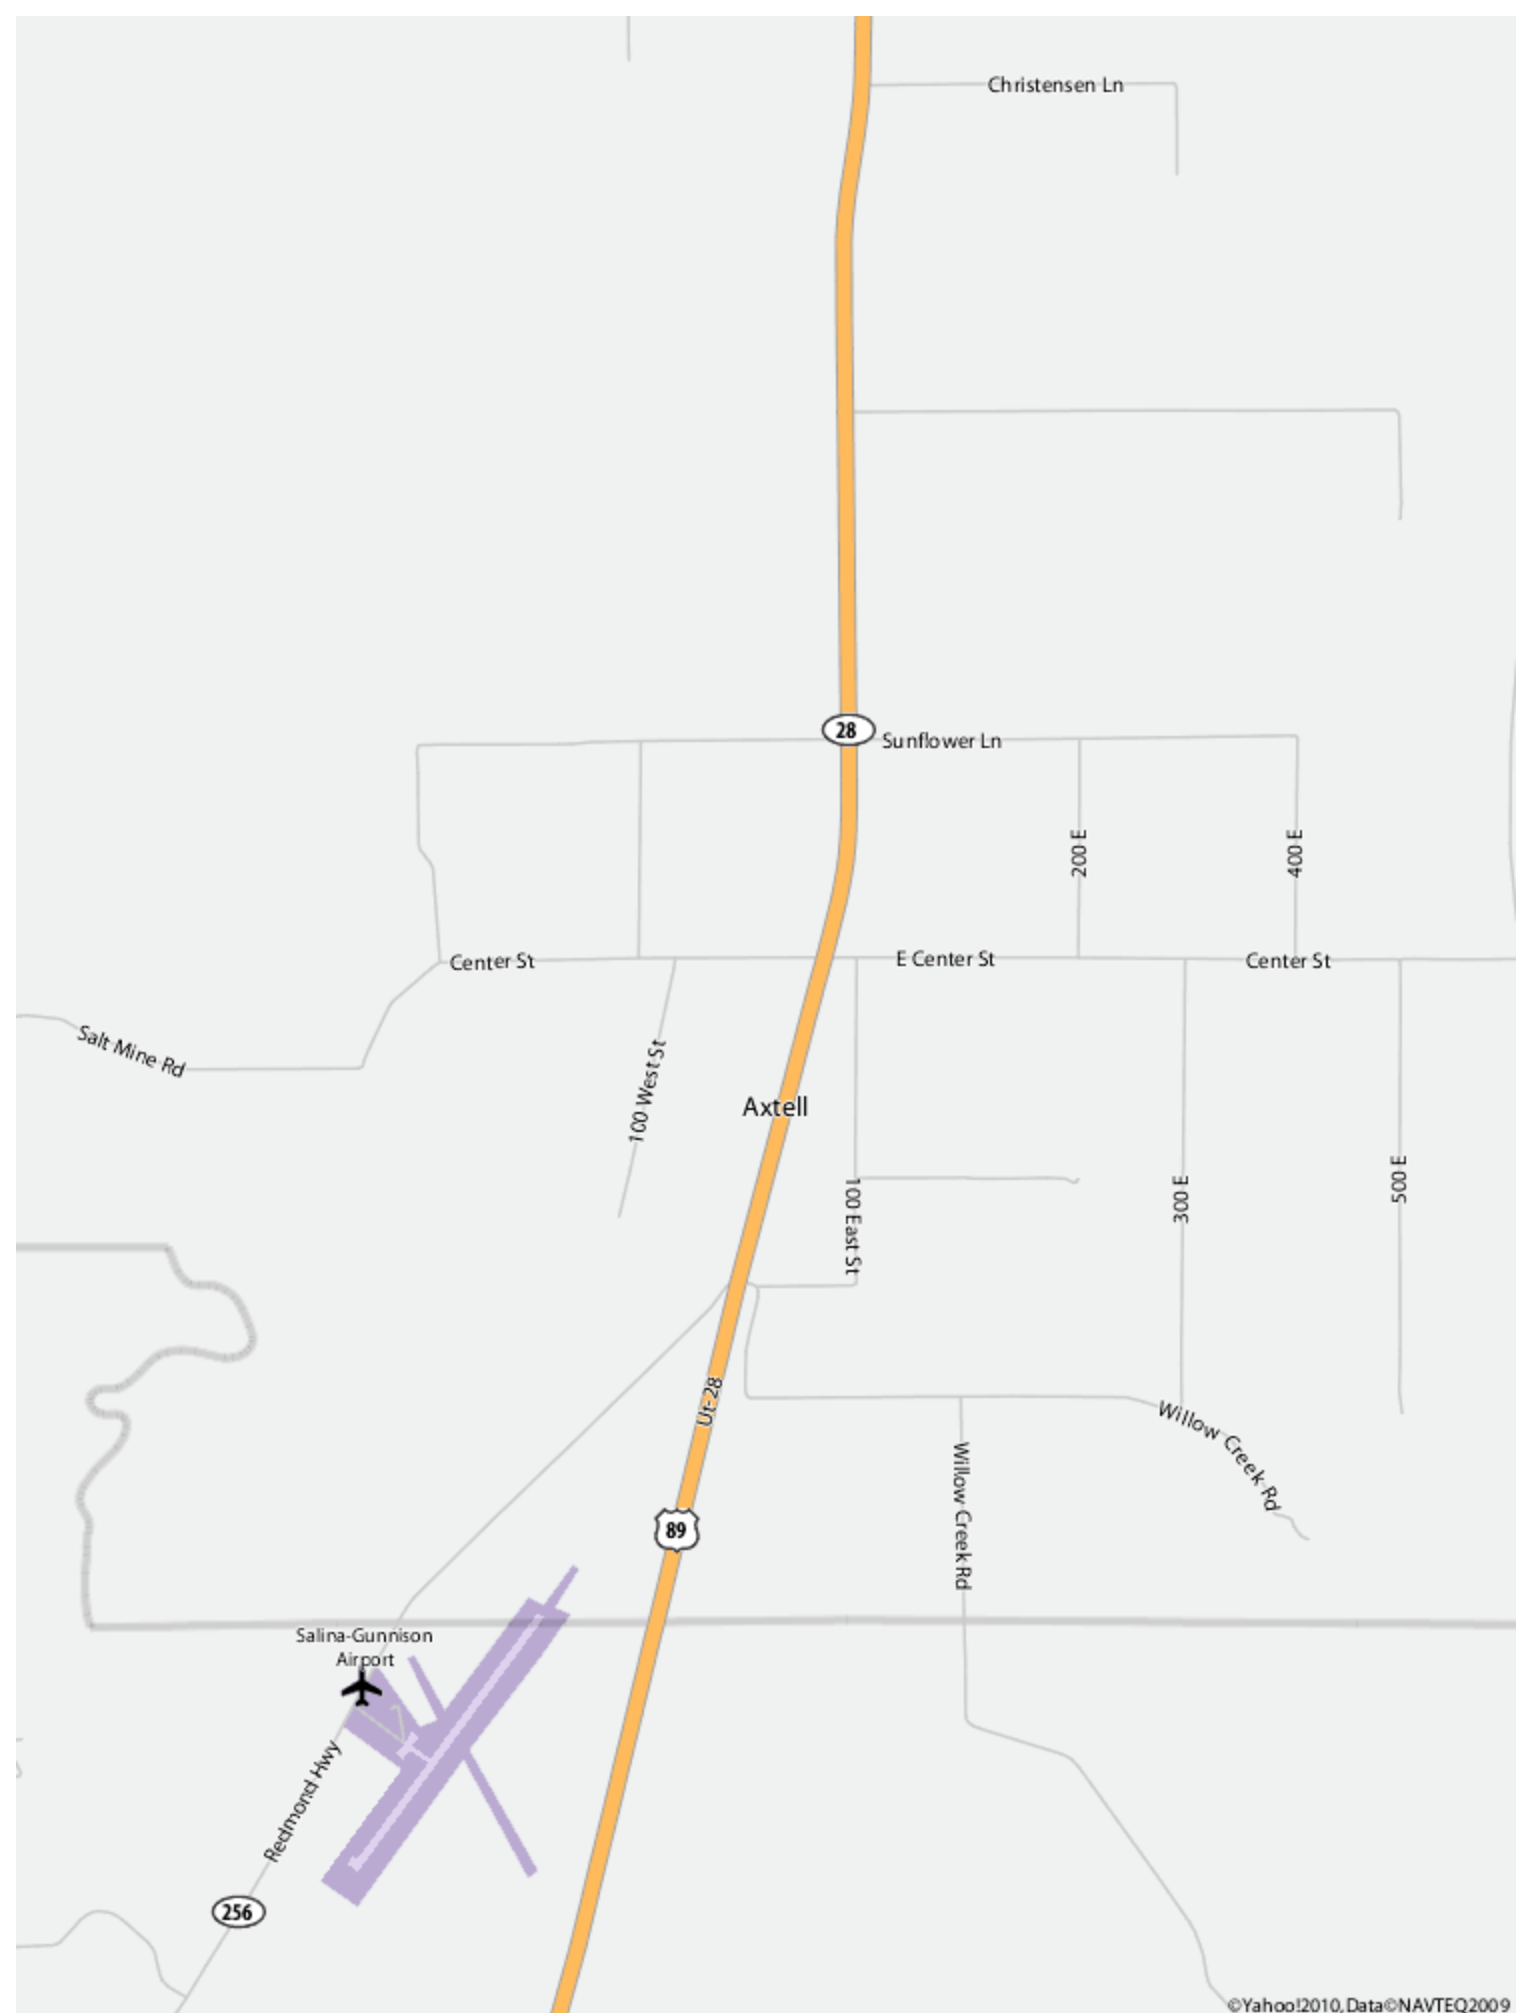 Christensen Ln
28
Sunflower Ln
200 E
400 E
Center St
E Center St
Center St
Salt Mine Rd
100 West St
Axtell
100 East St
300 E
500 E
Ut-28
Willow Creek Rd
Willow Creek Rd
89
Salina-Gunnison
Airport
Redmond Hwy
256
©Yahoo!2010,Data©NAVTEQ2009